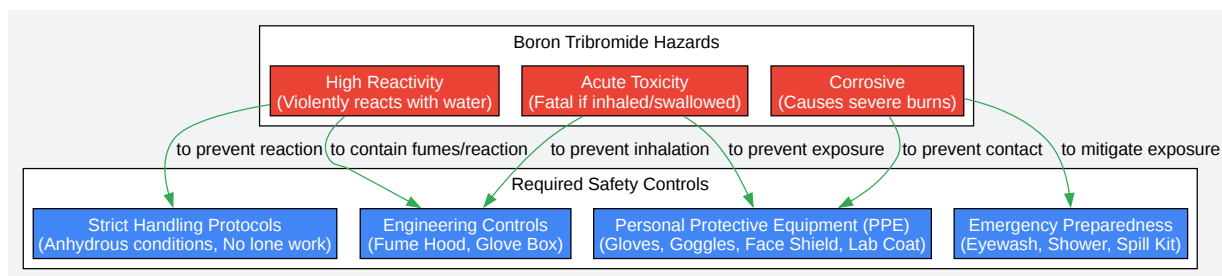 Boron Tribromide Hazards
High Reactivity
(Violently reacts with water)
Acute Toxicity
(Fatal if inhaled/swallowed)
Corrosive
(Causes severe burns)
to prevent reaction
to contain fumes/reaction
to prevent inhalation
to prevent exposure
to prevent contact
to mitigate exposure
Required Safety Controls
Strict Handling Protocols
(Anhydrous conditions, No lone work)
Engineering Controls
(Fume Hood, Glove Box)
Personal Protective Equipment (PPE)
(Gloves, Goggles, Face Shield, Lab Coat)
Emergency Preparedness
(Eyewash, Shower, Spill Kit)